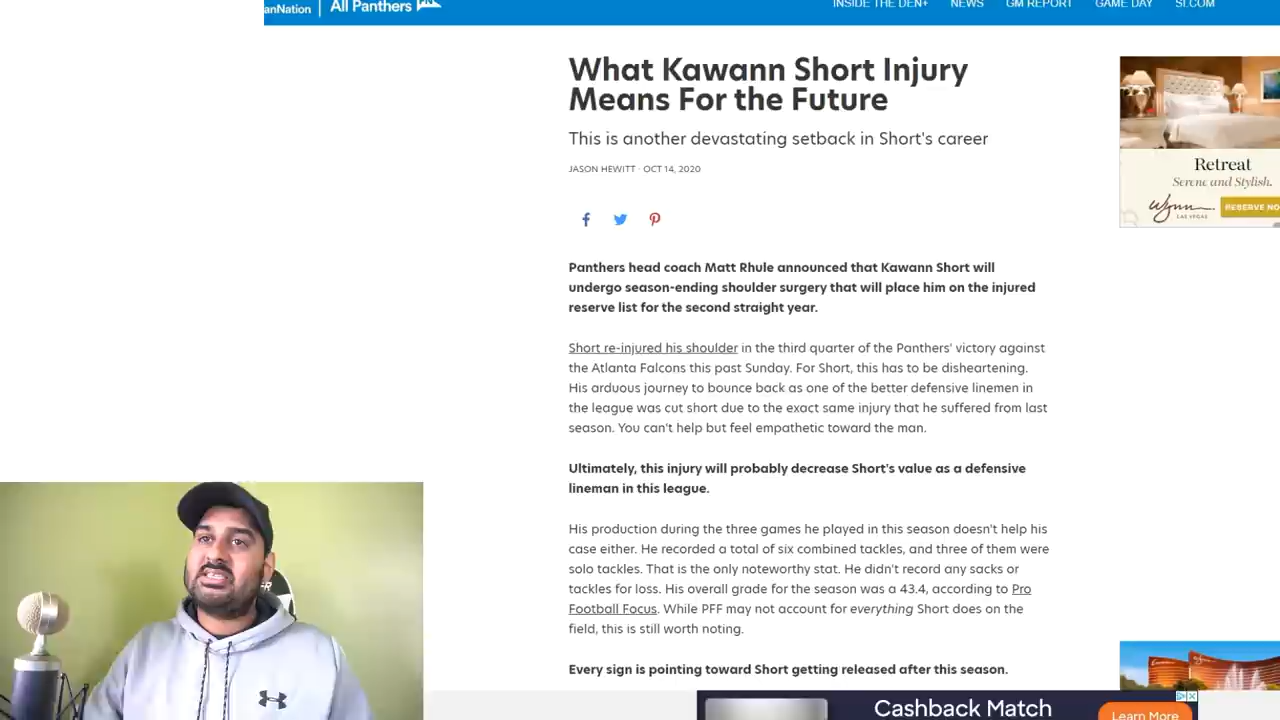 anNation | All Panthers
INSIDE THE DEN+ NEWS GM REPORT GAME DAY SI.COM
What Kawann Short Injury
Means For the Future
This is another devastating setback in Short's career
JASON HEWITT · OCT 14, 2020
Panthers head coach Matt Rhule announced that Kawann Short will
undergo season-ending shoulder surgery that will place him on the injured
reserve list for the second straight year.
Short re-injured his shoulder in the third quarter of the Panthers' victory against
the Atlanta Falcons this past Sunday. For Short, this has to be disheartening.
His arduous journey to bounce back as one of the better defensive linemen in
the league was cut short due to the exact same injury that he suffered from last
season. You can't help but feel empathetic toward the man.
Ultimately, this injury will probably decrease Short's value as a defensive
lineman in this league.
His production during the three games he played in this season doesn't help his
case either. He recorded a total of six combined tackles, and three of them were
solo tackles. That is the only noteworthy stat. He didn't record any sacks or
tackles for loss. His overall grade for the season was a 43.4, according to Pro
Football Focus. While PFF may not account for everything Short does on the
field, this is still worth noting.
Every sign is pointing toward Short getting released after this season.
Retreat
Serene and Stylish.
Wynn
LAS VEGAS
RESERVE NO
Cashback Match
Learn More